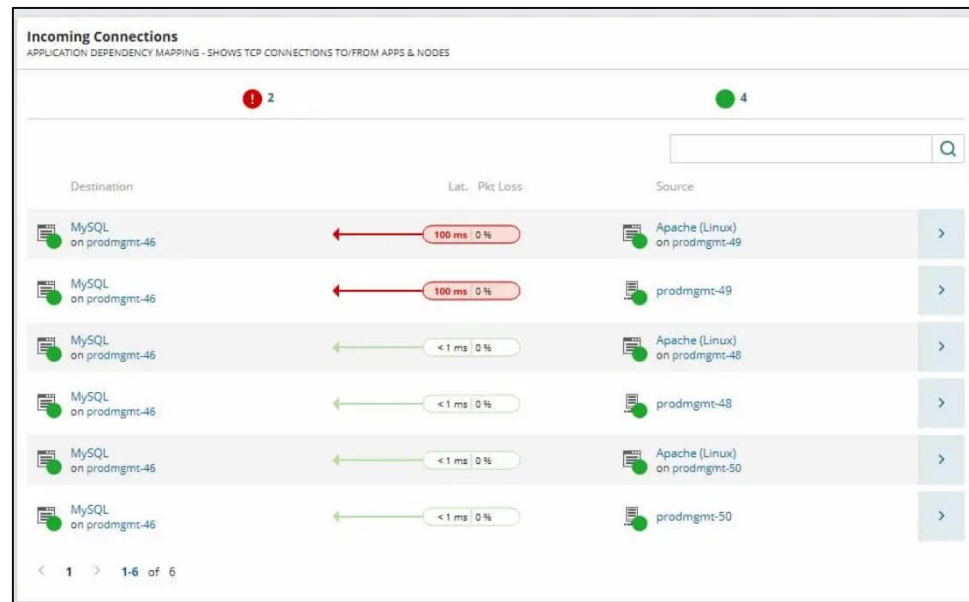 Incoming Connections
APPLICATION DEPENDENCY MAPPING - SHOWS TCP CONNECTIONS TO/FROM APPS & NODES
! 2 4
Destination Lat. Pkt Loss Source
MySQL 100 ms 0 % Apache (Linux)
on prodmgmt-46 on prodmgmt-49
MySQL 100 ms 0 % prodmgmt-49
on prodmgmt-46
MySQL < 1 ms 0 % Apache (Linux)
on prodmgmt-46 on prodmgmt-48
MySQL < 1 ms 0 % prodmgmt-48
on prodmgmt-46
MySQL < 1 ms 0 % Apache (Linux)
on prodmgmt-46 on prodmgmt-50
MySQL < 1 ms 0 % prodmgmt-50
on prodmgmt-46
< 1 > 1-6 of 6